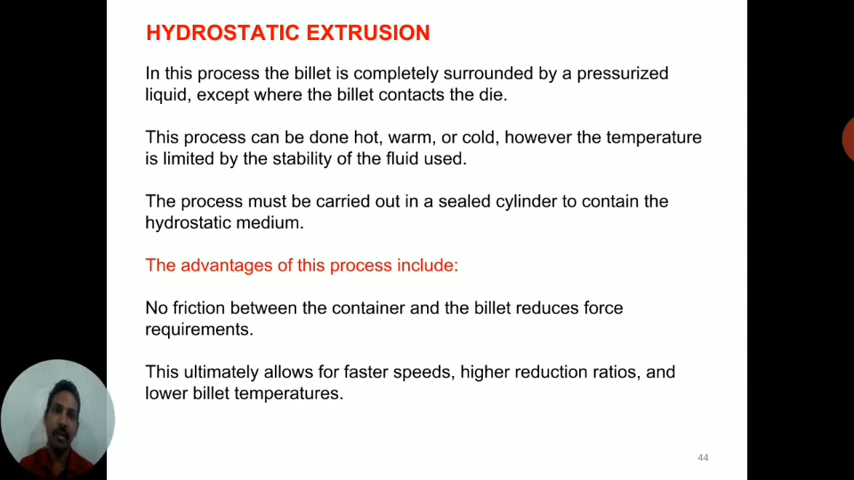 HYDROSTATIC EXTRUSION
In this process the billet is completely surrounded by a pressurized
liquid, except where the billet contacts the die.
This process can be done hot, warm, or cold, however the temperature
is limited by the stability of the fluid used.
The process must be carried out in a sealed cylinder to contain the
hydrostatic medium.
The advantages of this process include:
No friction between the container and the billet reduces force
requirements.
This ultimately allows for faster speeds, higher reduction ratios, and
lower billet temperatures.
44